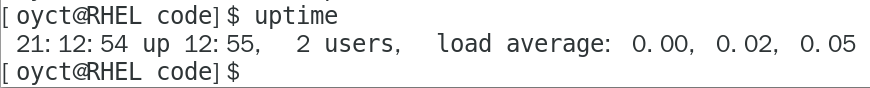 [oyct@RHEL code]$ uptime
 21:12:54 up 12:55,  2 users,  load average: 0.00, 0.02, 0.05
[oyct@RHEL code]$